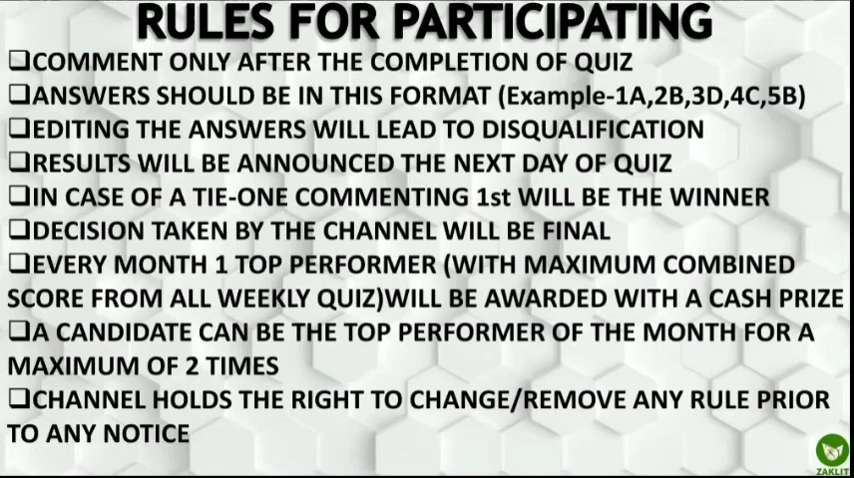 RULES FOR PARTICIPATING
❑COMMENT ONLY AFTER THE COMPLETION OF QUIZ
❑ANSWERS SHOULD BE IN THIS FORMAT (Example-1A,2B,3D,4C,5B)
❑EDITING THE ANSWERS WILL LEAD TO DISQUALIFICATION
❑RESULTS WILL BE ANNOUNCED THE NEXT DAY OF QUIZ
❑IN CASE OF A TIE-ONE COMMENTING 1st WILL BE THE WINNER
❑DECISION TAKEN BY THE CHANNEL WILL BE FINAL
❑EVERY MONTH 1 TOP PERFORMER (WITH MAXIMUM COMBINED
SCORE FROM ALL WEEKLY QUIZ)WILL BE AWARDED WITH A CASH PRIZE
❑A CANDIDATE CAN BE THE TOP PERFORMER OF THE MONTH FOR A
MAXIMUM OF 2 TIMES
❑CHANNEL HOLDS THE RIGHT TO CHANGE/REMOVE ANY RULE PRIOR
TO ANY NOTICE
ZAKLIT